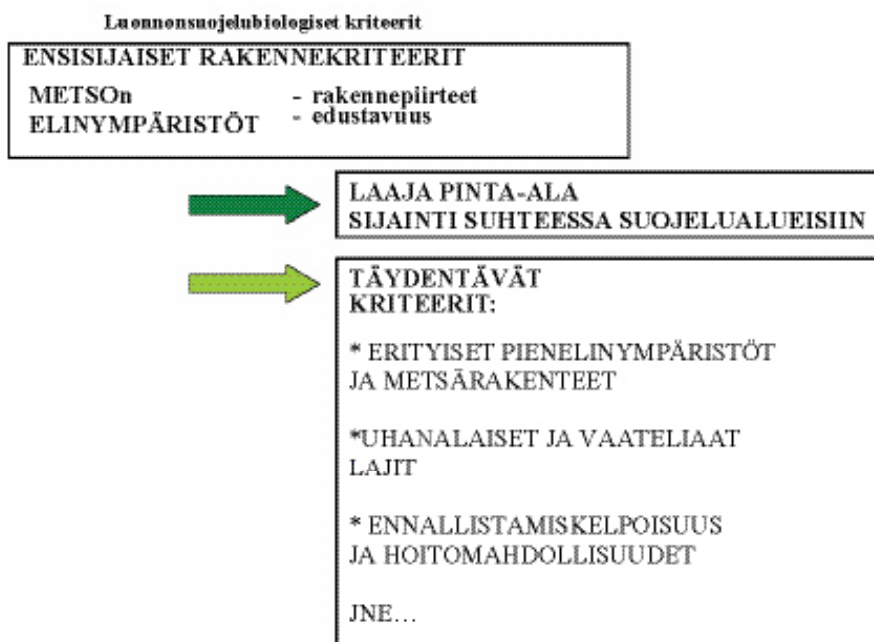 Luonnonsuojelubiologiset kriteerit
ENSISIJAISET RAKENNEKRITEERIT
METSOn - rakennepiirteet
ELINYMPÄRISTÖT - edustavuus
LAAJA PINTA-ALA
SIJAINTI SUHTEESSA SUOJELUALUEISIIN
TÄYDENTÄVÄT
KRITEERIT:
* ERITYISET PIENELINYMPÄRISTÖT
JA METSÄRAKENTEET
*UHANALAISET JA VAATELIAAT
LAJIT
* ENNALLISTAMISKELPOISUUS
JA HOITOMAHDOLLISUUDET
JNE…